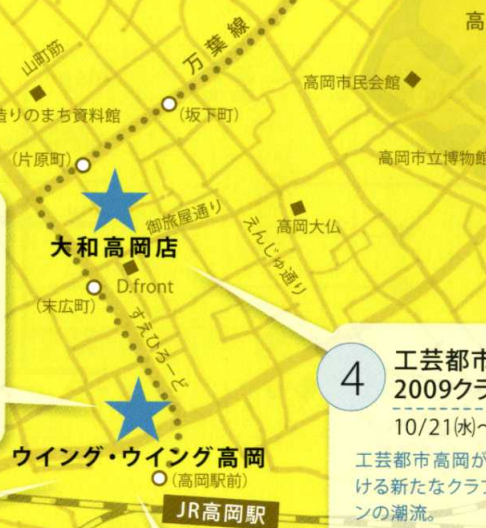 高
万葉線
山町筋
高岡市民会館
造りのまち資料館
(坂下町)
(片原町)
高岡市立博物館
御旅屋通り
高岡大仏
えんじゅ通り
大和高岡店
D.front
(末広町)
すえひろーど
4
工芸都市
2009クラ
10/21(水)~
ウイング・ウイング高岡
(高岡駅前)
JR高岡駅
工芸都市高岡が
ける新たなクラフ
ンの潮流。